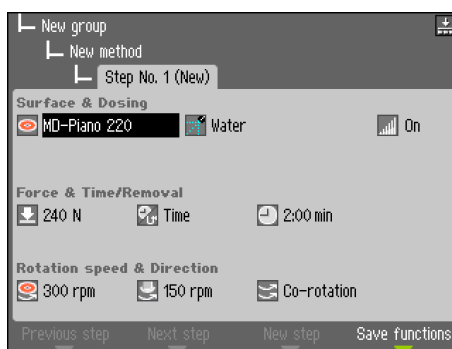 New group
New method
Step No. 1 (New)
Surface & Dosing
MD-Piano 220 Water On
Force & Time/Removal
240 N Time 2:00 min
Rotation speed & Direction
300 rpm 150 rpm Co-rotation
Previous step Next step New step Save functions